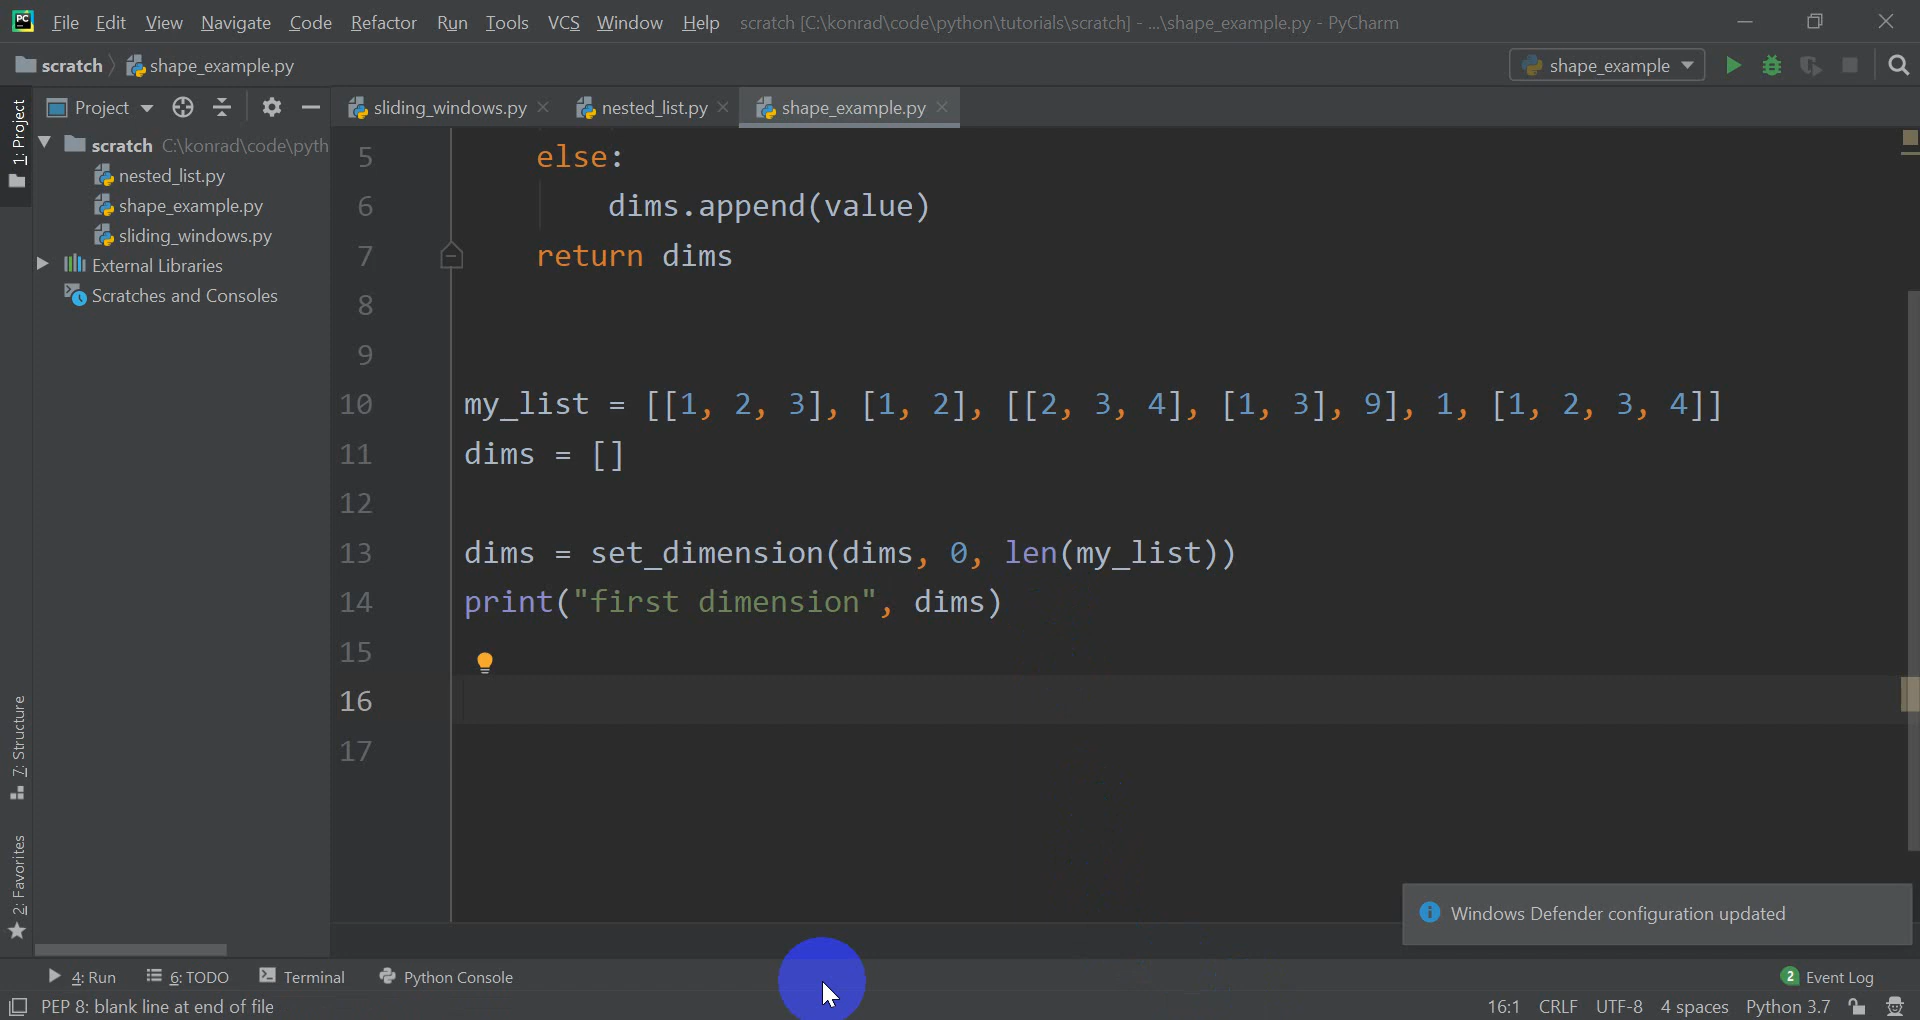 File Edit View Navigate Code Refactor Run Tools VCS Window Help scratch [C:\konrad\code\python\tutorials\scratch] - ...\shape_example.py - PyCharm
scratch shape_example.py shape_example
1: Project
Project
sliding_windows.py nested_list.py shape_example.py
scratch C:\konrad\code\pyth
nested_list.py
shape_example.py
sliding_windows.py
External Libraries
Scratches and Consoles
5 else:
6 dims.append(value)
7 return dims
8
9
10 my_list = [[1, 2, 3], [1, 2], [[2, 3, 4], [1, 3], 9], 1, [1, 2, 3, 4]]
11 dims = []
12
13 dims = set_dimension(dims, 0, len(my_list))
14 print("first dimension", dims)
15
16
17
7: Structure
2: Favorites
Windows Defender configuration updated
4: Run 6: TODO Terminal Python Console 2 Event Log
PEP 8: blank line at end of file 16:1 CRLF UTF-8 4 spaces Python 3.7